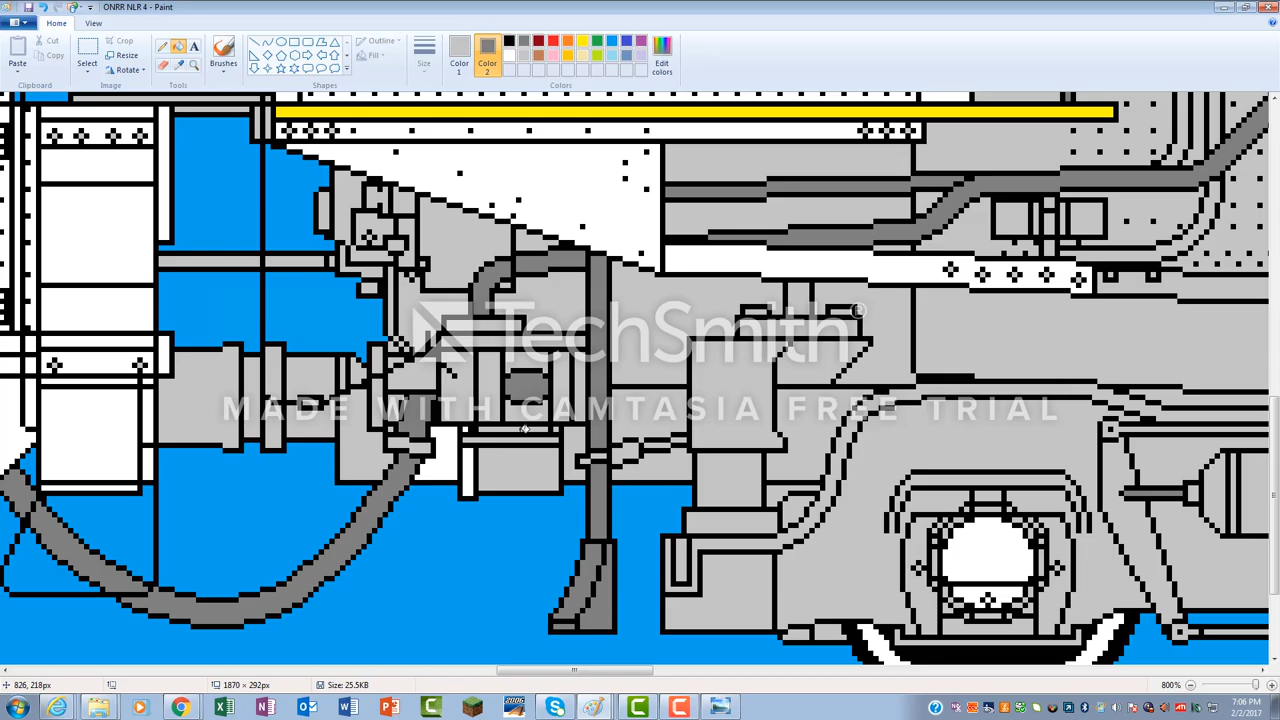 ONRR NLR 4 - Paint
Home View
Paste Cut Copy Select Crop Resize Rotate Brushes Outline Fill Size Color 1 Color 2 Edit colors
Clipboard Image Tools Shapes Colors
TechSmith®
MADE WITH CAMTASIA FREE TRIAL
826, 218px 1870 × 292px Size: 25.5KB 800%
7:06 PM
2/2/2017